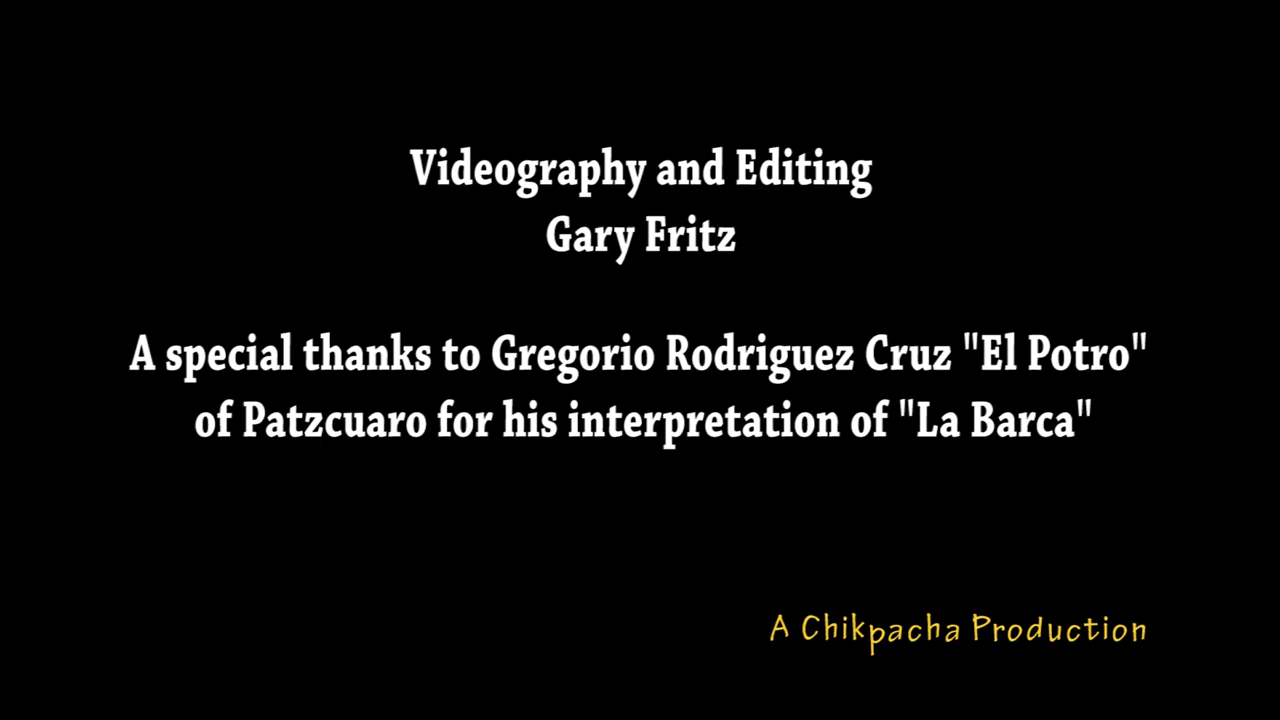 Videography and Editing
Gary Fritz
A special thanks to Gregorio Rodriguez Cruz "El Potro"
of Patzcuaro for his interpretation of "La Barca"
A Chikpacha Production